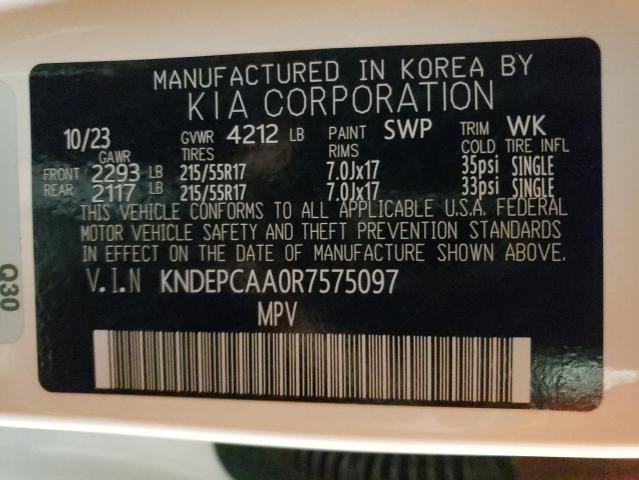 MANUFACTURED IN KOREA BY
KIA CORPORATION
10/23 GVWR 4212 LB PAINT SWP TRIM WK
GAWR TIRES RIMS COLD TIRE INFL
FRONT 2293 LB 215/55R17 7.0Jx17 35psi SINGLE
REAR 2117 LB 215/55R17 7.0Jx17 33psi SINGLE
THIS VEHICLE CONFORMS TO ALL APPLICABLE U.S.A. FEDERAL
MOTOR VEHICLE SAFETY AND THEFT PREVENTION STANDARDS
IN EFFECT ON THE DATE OF MANUFACTURE SHOWN ABOVE.
V.I.N KNDEPCAA0R7575097
MPV
Q30